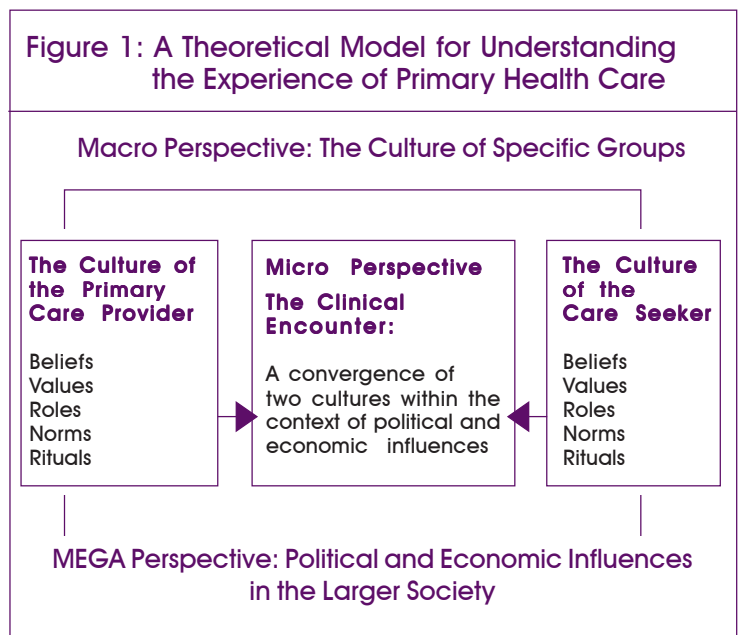 Figure 1: A Theoretical Model for Understanding
the Experience of Primary Health Care
Macro Perspective: The Culture of Specific Groups
The Culture of
the Primary
Care Provider
Beliefs
Values
Roles
Norms
Rituals
Micro Perspective
The Clinical
Encounter:
A convergence of
two cultures within the
context of political and
economic influences
The Culture
of the
Care Seeker
Beliefs
Values
Roles
Norms
Rituals
MEGA Perspective: Political and Economic Influences
in the Larger Society